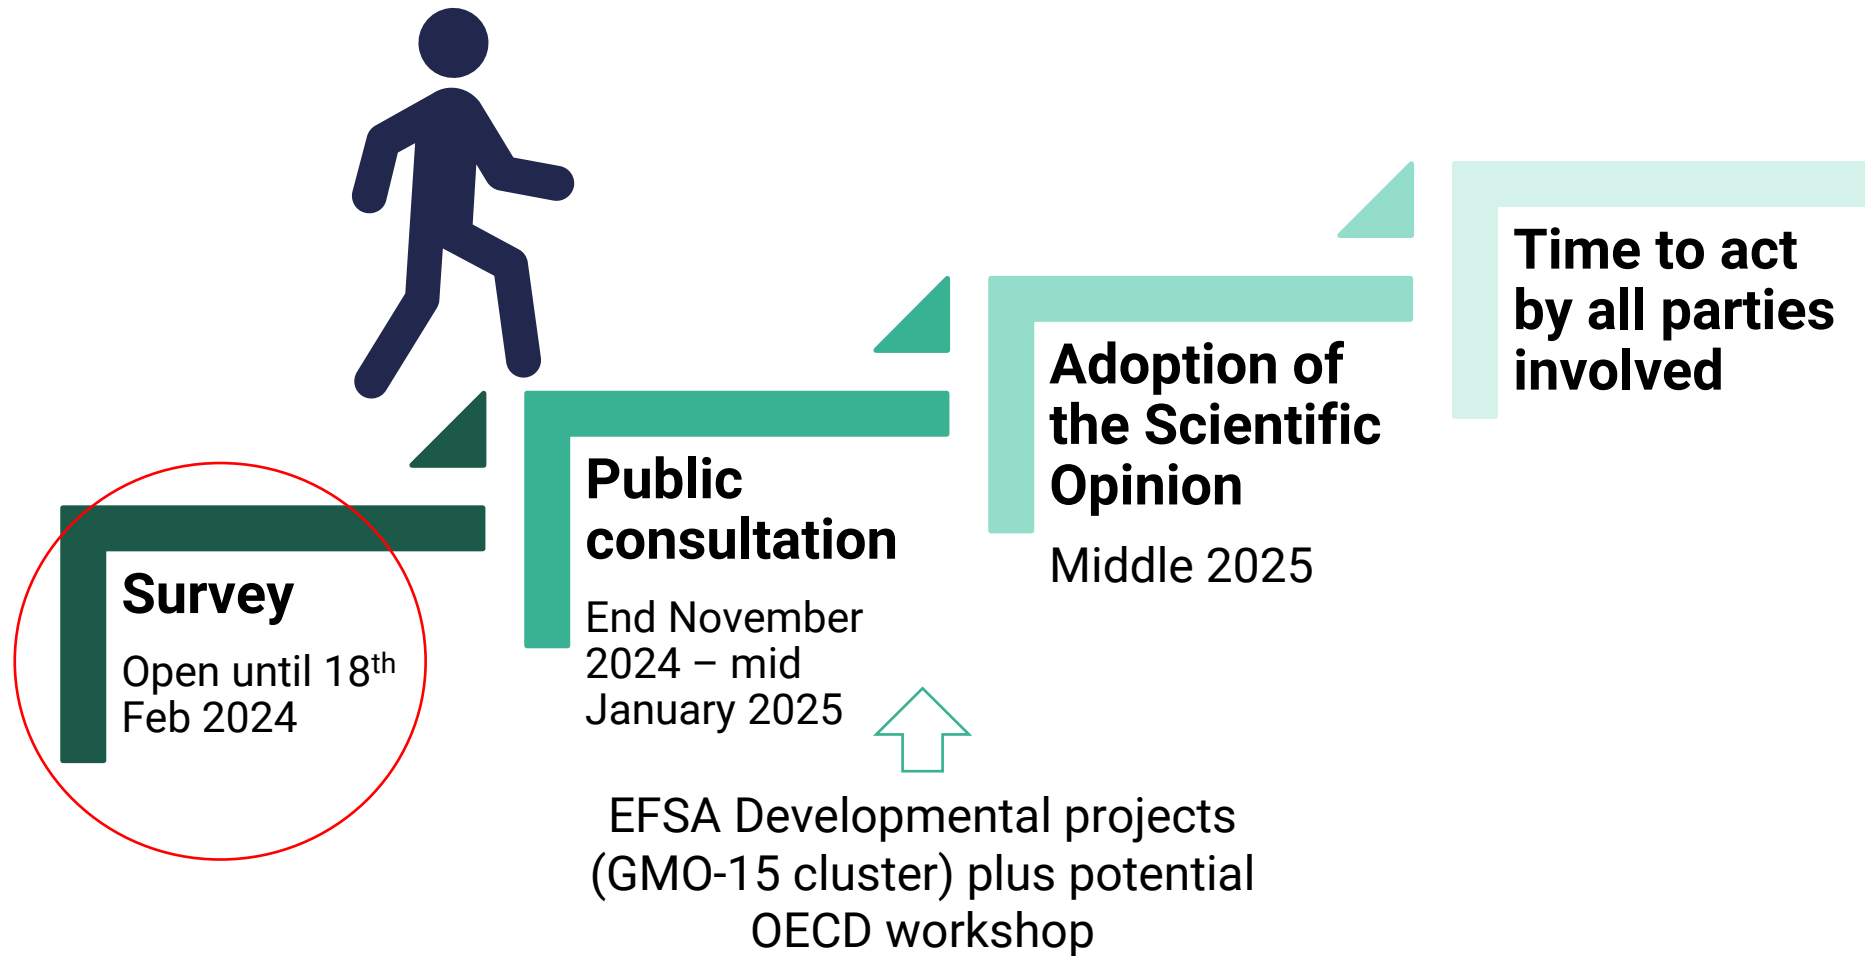 Survey
Open until 18th
Feb 2024
Public
consultation
End November
2024 – mid
January 2025
Adoption of
the Scientific
Opinion
Middle 2025
Time to act
by all parties
involved
EFSA Developmental projects
(GMO-15 cluster) plus potential
OECD workshop